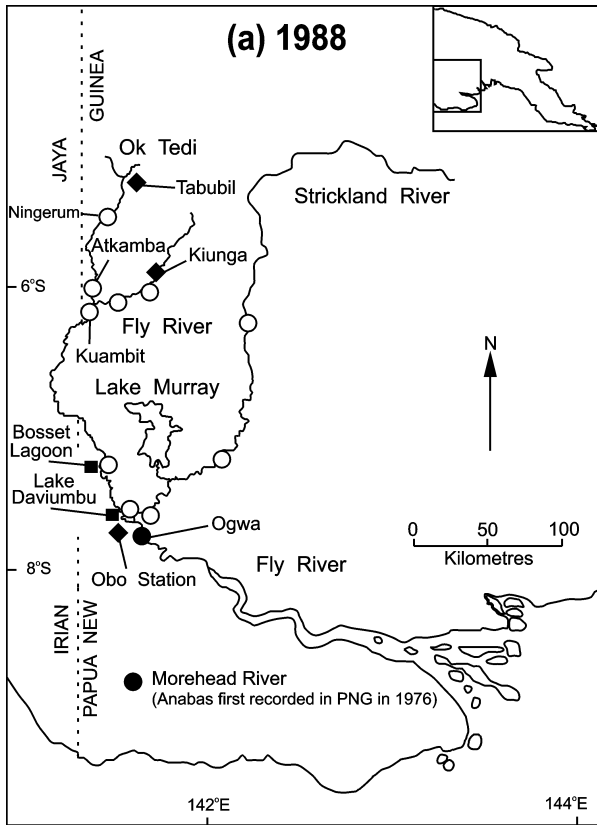 (a) 1988
GUINEA
JAYA
Ok Tedi
Tabubil
Strickland River
Ningerum
Atkamba
Kiunga
6°S
Fly River
Kuambit
N
Lake Murray
Bosset
Lagoon
Lake
Daviumbu
Ogwa
0 50 100
Kilometres
Obo Station
Fly River
8°S
IRIAN
PAPUA NEW
Morehead River
(Anabas first recorded in PNG in 1976)
142°E
144°E